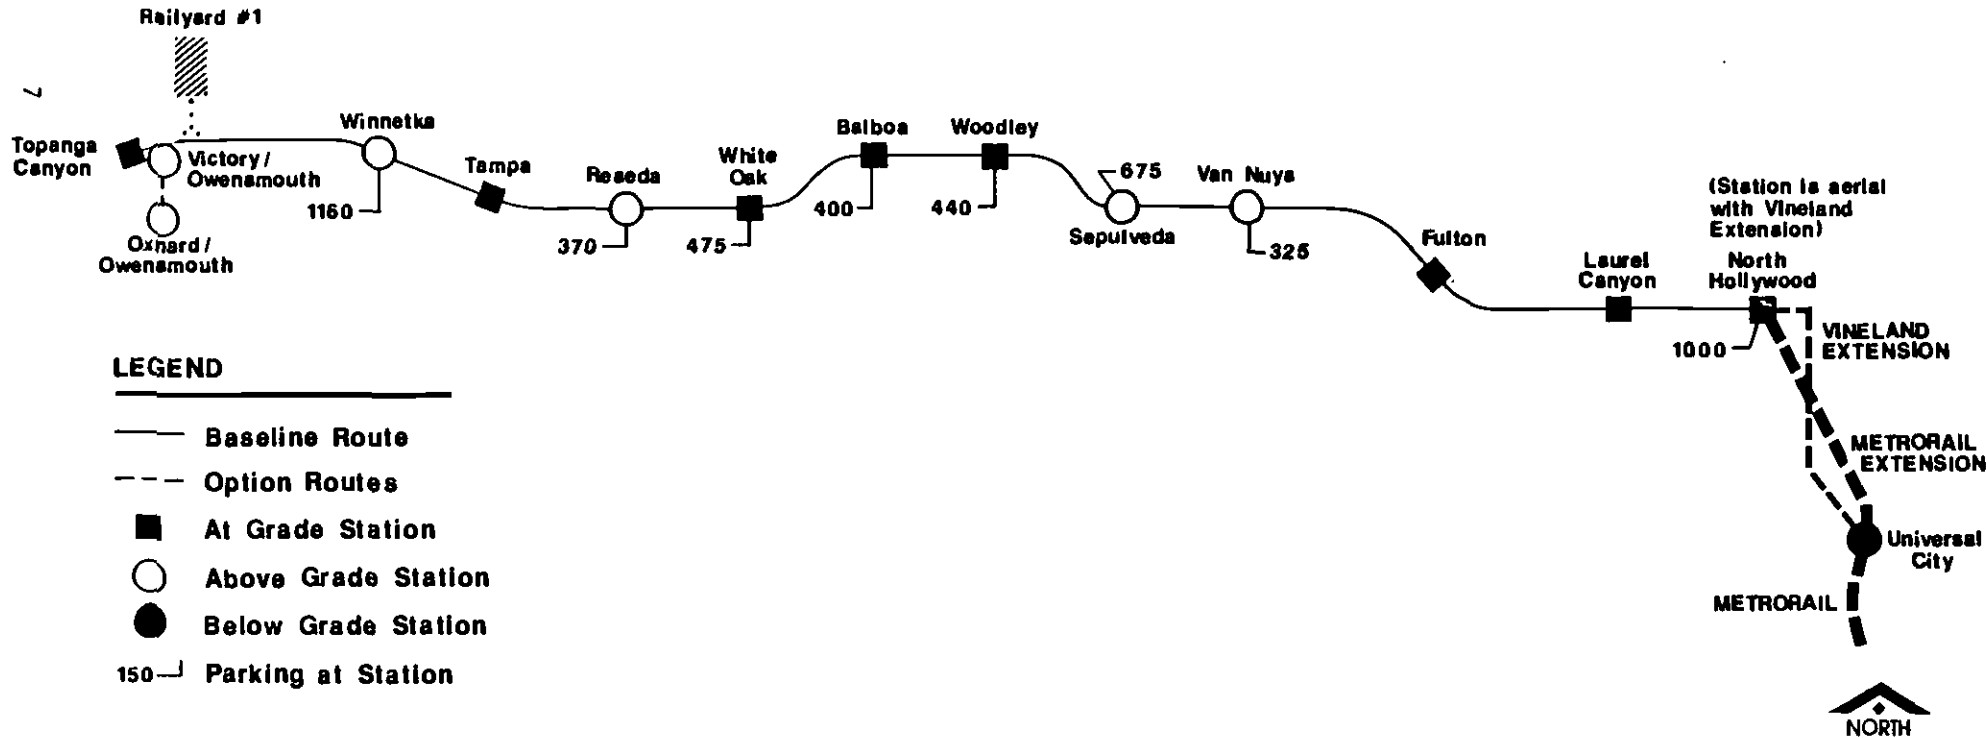 Railyard #1
7
Topanga
Canyon
Victory/
Owensmouth
Oxnard/
Owensmouth
Winnetka
1160
Tampa
Reseda
370
White
Oak
475
Balboa
400
Woodley
440
675
Sepulveda
Van Nuys
325
Fulton
Laurel
Canyon
(Station is aerial
with Vineland
Extension)
North
Hollywood
1000
VINELAND
EXTENSION
METRORAIL
EXTENSION
Universal
City
METRORAIL
NORTH
LEGEND
Baseline Route
Option Routes
At Grade Station
Above Grade Station
Below Grade Station
150 Parking at Station